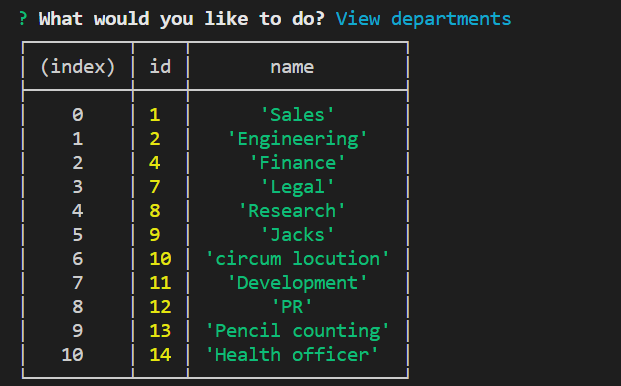 ? What would you like to do? View departments
(index) id name
0 1 'Sales'
1 2 'Engineering'
2 4 'Finance'
3 7 'Legal'
4 8 'Research'
5 9 'Jacks'
6 10 'circum locution'
7 11 'Development'
8 12 'PR'
9 13 'Pencil counting'
10 14 'Health officer'